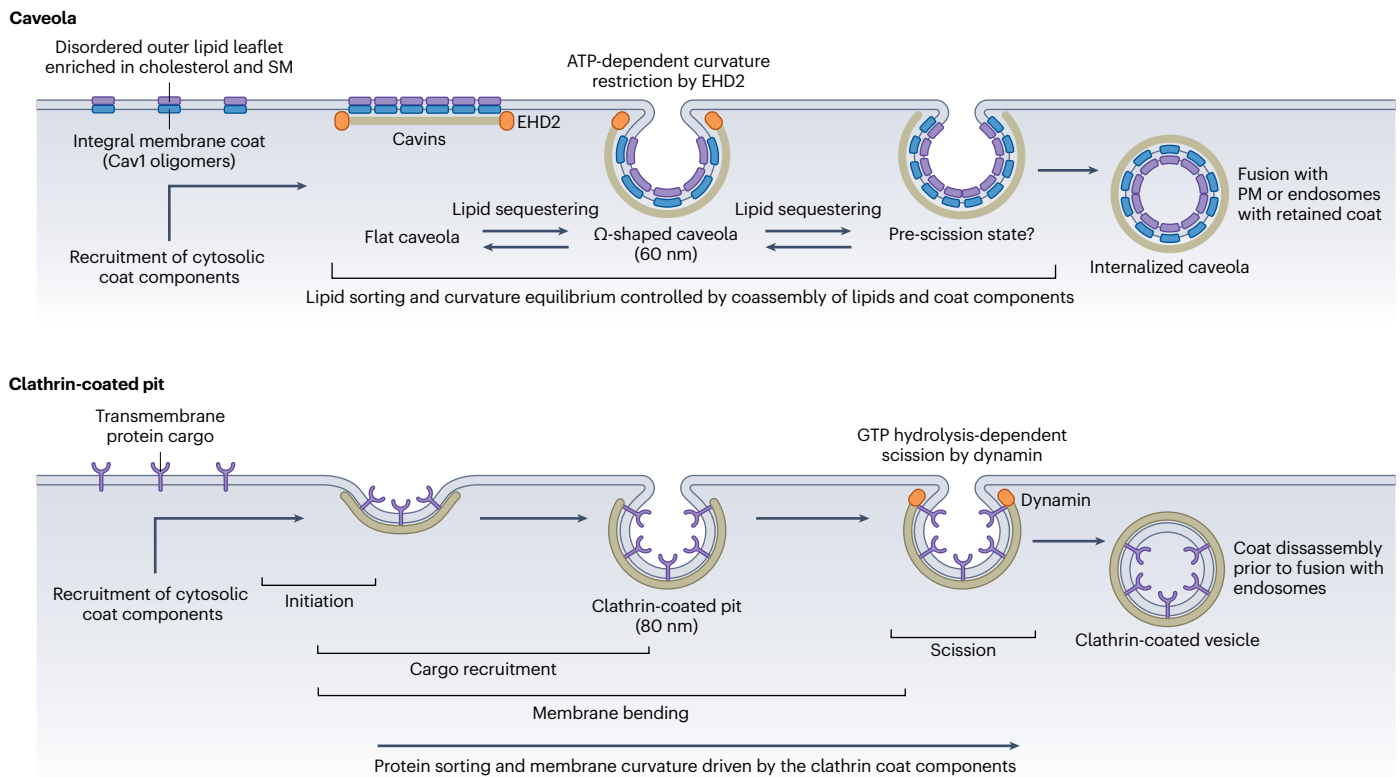 Caveola
Disordered outer lipid leaflet
enriched in cholesterol and SM
ATP-dependent curvature
restriction by EHD2
EHD2
Cavins
Integral membrane coat
(Cav1 oligomers)
Fusion with
PM or endosomes
with retained coat
Lipid sequestering
Lipid sequestering
Flat caveola
Ω-shaped caveola
(60 nm)
Pre-scission state?
Recruitment of cytosolic
coat components
Internalized caveola
Lipid sorting and curvature equilibrium controlled by coassembly of lipids and coat components
Clathrin-coated pit
Transmembrane
protein cargo
GTP hydrolysis-dependent
scission by dynamin
Dynamin
Coat disassembly
prior to fusion with
endosomes
Recruitment of cytosolic
coat components
Initiation
Clathrin-coated pit
(80 nm)
Clathrin-coated vesicle
Scission
Cargo recruitment
Membrane bending
Protein sorting and membrane curvature driven by the clathrin coat components